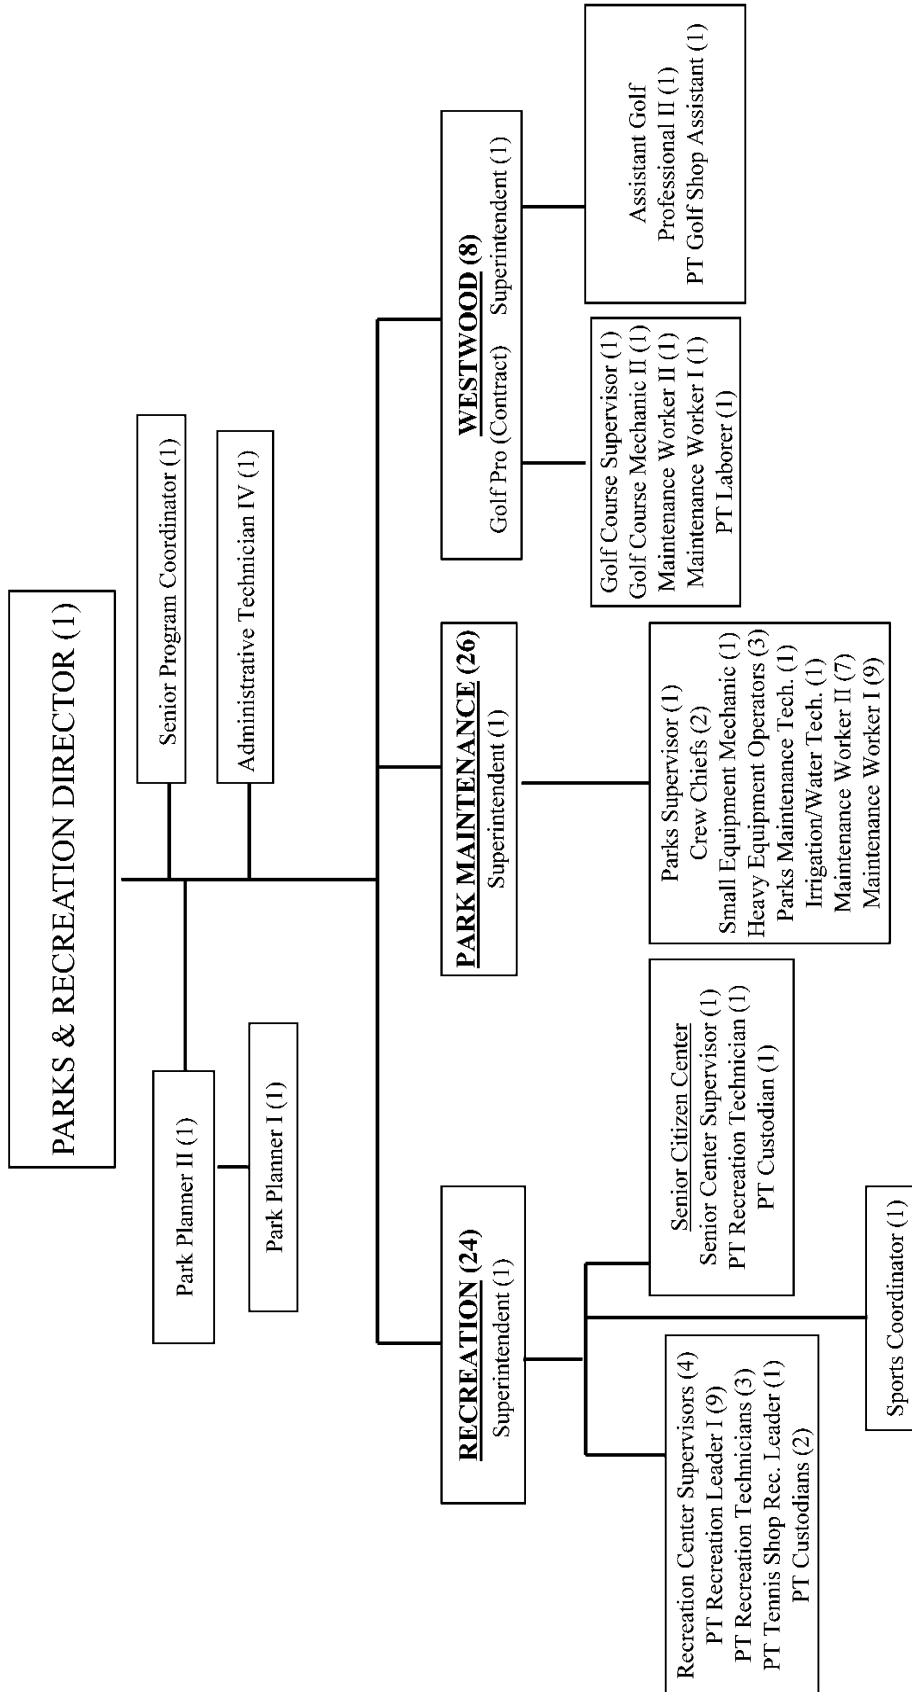 PARKS & RECREATION DIRECTOR (1)
Senior Program Coordinator (1)
Park Planner II (1)
Administrative Technician IV (1)
Park Planner I (1)
RECREATION (24)
Superintendent (1)
PARK MAINTENANCE (26)
Superintendent (1)
WESTWOOD (8)
Golf Pro (Contract) Superintendent (1)
Recreation Center Supervisors (4)
PT Recreation Leader I (9)
PT Recreation Technicians (3)
PT Tennis Shop Rec. Leader (1)
PT Custodians (2)
Senior Citizen Center
Senior Center Supervisor (1)
PT Recreation Technician (1)
PT Custodian (1)
Sports Coordinator (1)
Parks Supervisor (1)
Crew Chiefs (2)
Small Equipment Mechanic (1)
Heavy Equipment Operators (3)
Parks Maintenance Tech. (1)
Irrigation/Water Tech. (1)
Maintenance Worker II (7)
Maintenance Worker I (9)
Golf Course Supervisor (1)
Golf Course Mechanic II (1)
Maintenance Worker II (1)
Maintenance Worker I (1)
PT Laborer (1)
Assistant Golf
Professional II (1)
PT Golf Shop Assistant (1)